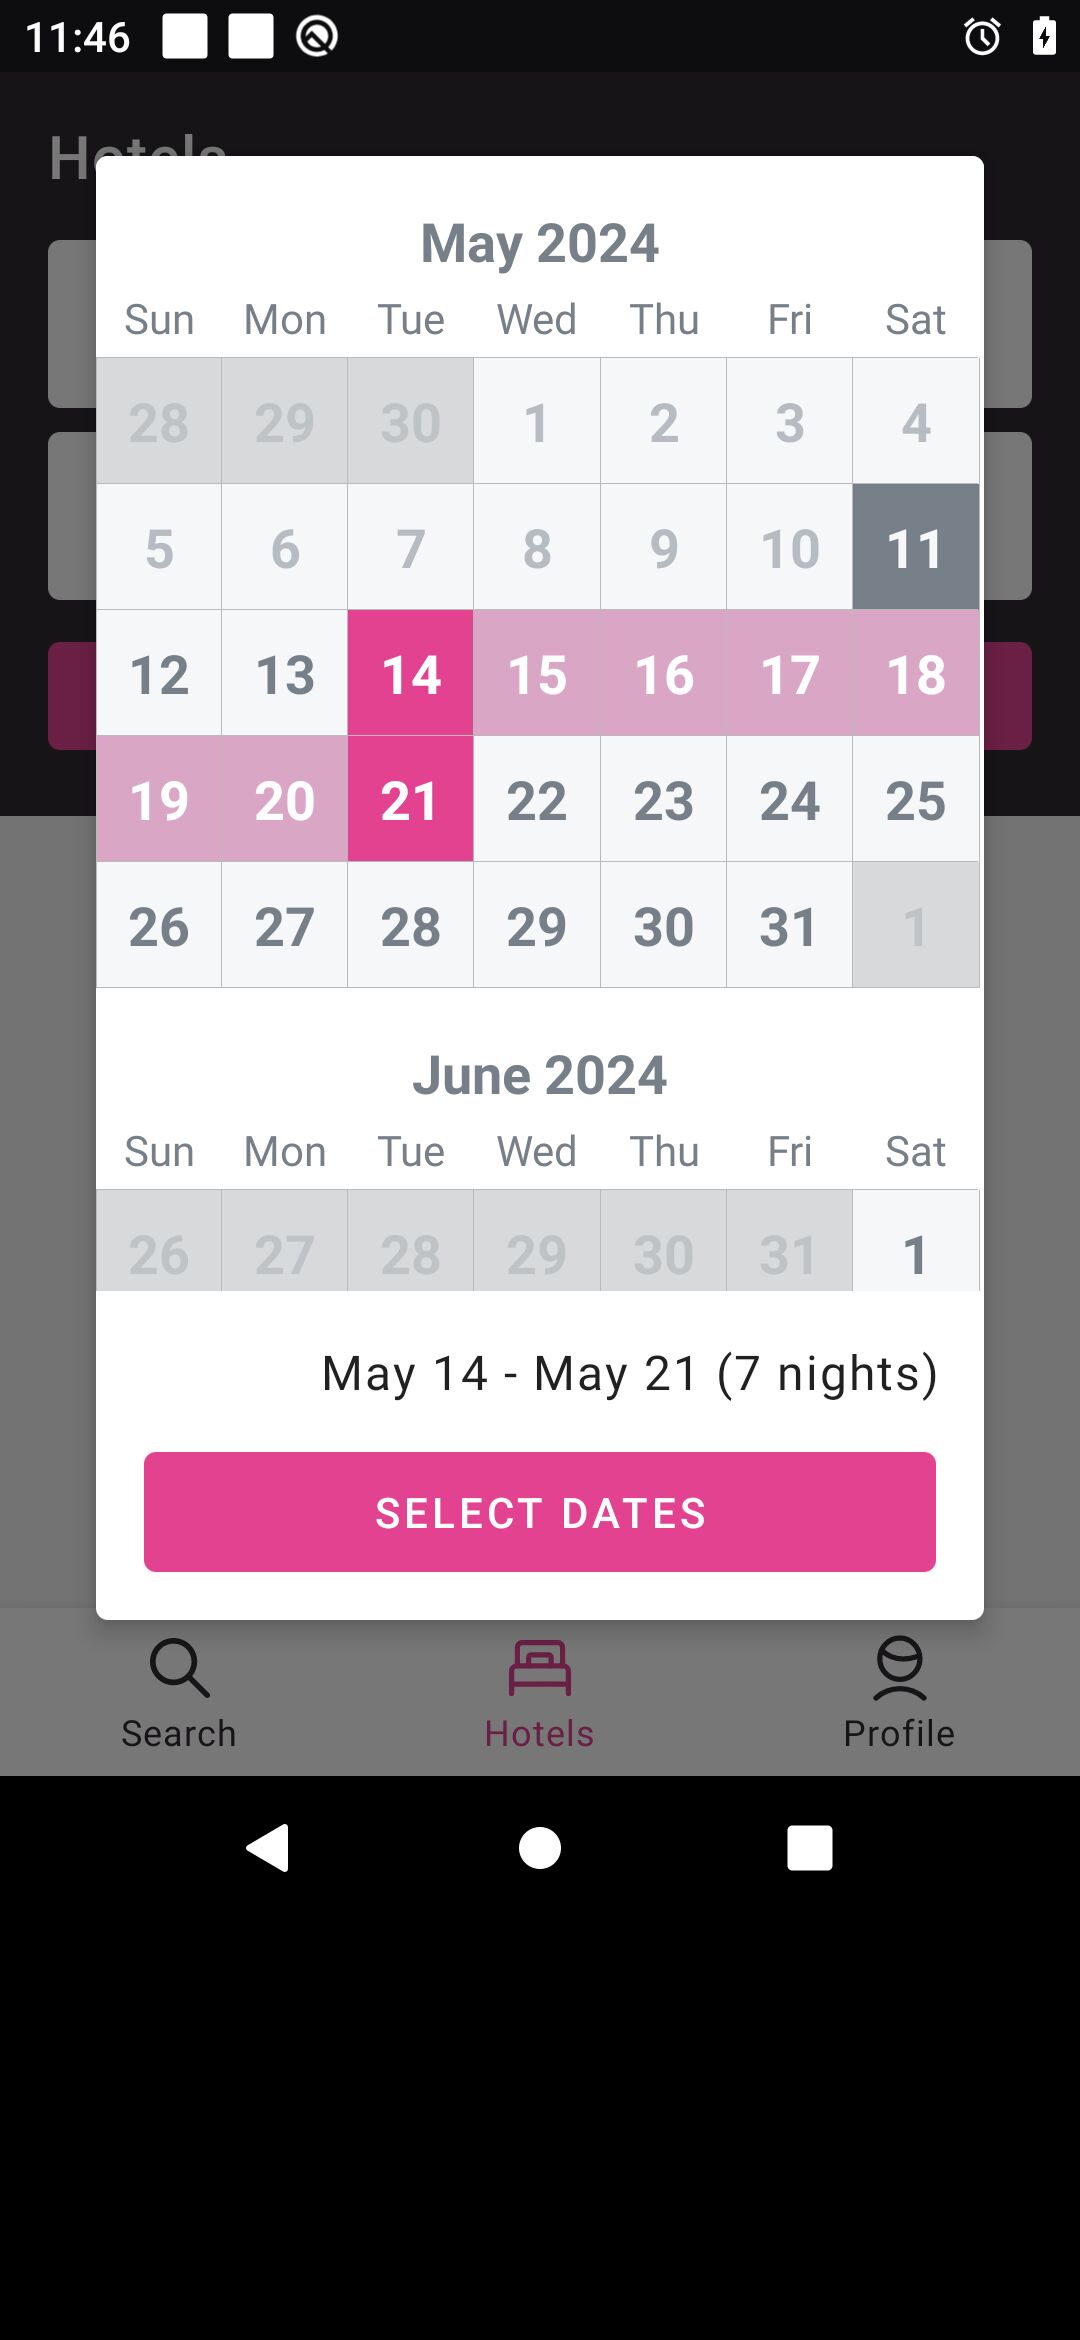 11:46
Hotels
May 2024
Sun Mon Tue Wed Thu Fri Sat
28 29 30 1 2 3 4
5 6 7 8 9 10 11
12 13 14 15 16 17 18
19 20 21 22 23 24 25
26 27 28 29 30 31 1
June 2024
Sun Mon Tue Wed Thu Fri Sat
26 27 28 29 30 31 1
May 14 - May 21 (7 nights)
SELECT DATES
Search Hotels Profile